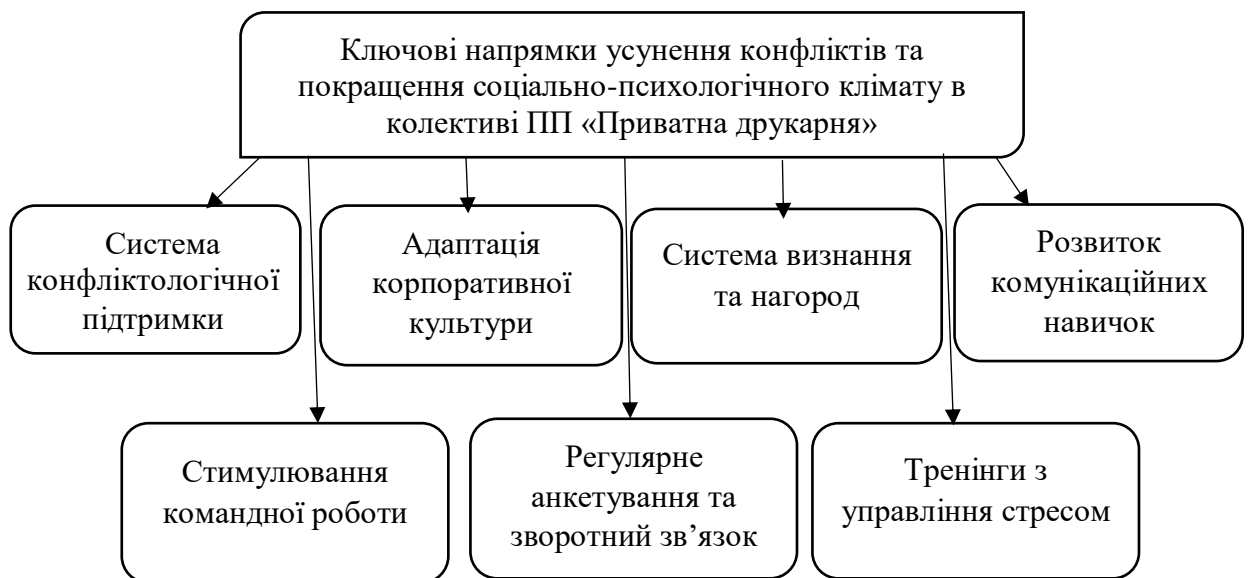 Ключові напрямки усунення конфліктів та
покращення соціально-психологічного клімату в
колективі ПП «Приватна друкарня»
Система
конфліктологічної
підтримки
Адаптація
корпоративної
культури
Система визнання
та нагород
Розвиток
комунікаційних
навичок
Стимулювання
командної роботи
Регулярне
анкетування та
зворотний зв’язок
Тренінги з
управління стресом